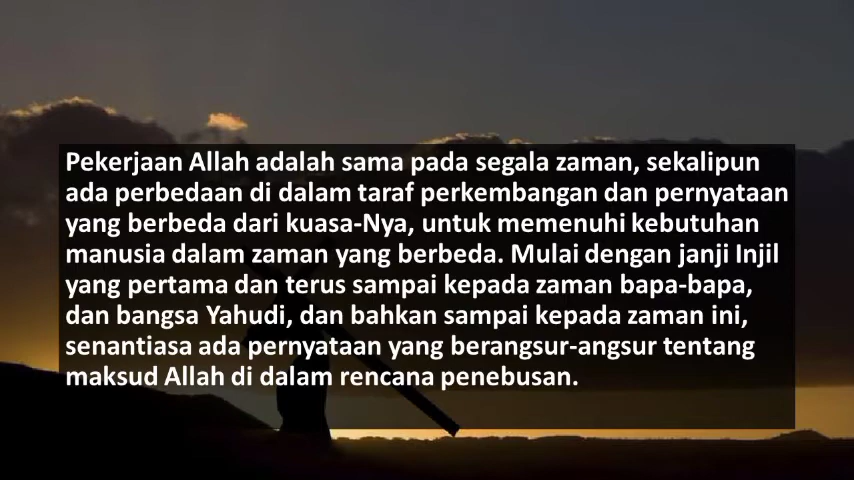 Pekerjaan Allah adalah sama pada segala zaman, sekalipun
ada perbedaan di dalam taraf perkembangan dan pernyataan
yang berbeda dari kuasa-Nya, untuk memenuhi kebutuhan
manusia dalam zaman yang berbeda. Mulai dengan janji Injil
yang pertama dan terus sampai kepada zaman bapa-bapa,
dan bangsa Yahudi, dan bahkan sampai kepada zaman ini,
senantiasa ada pernyataan yang berangsur-angsur tentang
maksud Allah di dalam rencana penebusan.